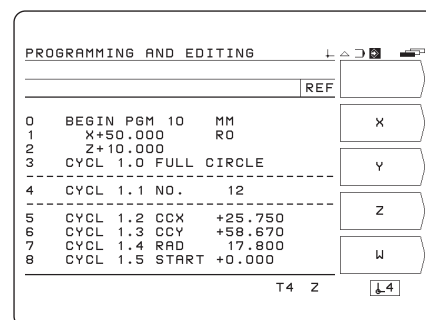 PROGRAMMING AND EDITING
REF
0 BEGIN PGM 10 MM
1 X+50.000 R0
2 Z+10.000
3 CYCL 1.0 FULL CIRCLE
4 CYCL 1.1 NO. 12
5 CYCL 1.2 CCX +25.750
6 CYCL 1.3 CCY +58.670
7 CYCL 1.4 RAD 17.800
8 CYCL 1.5 START +0.000
T4 Z
X
Y
Z
W
4